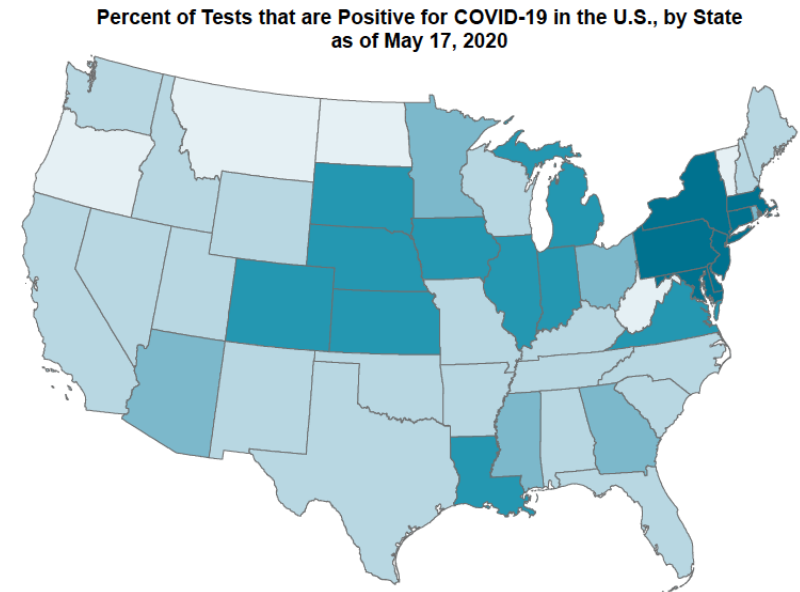 Percent of Tests that are Positive for COVID-19 in the U.S., by State
as of May 17, 2020